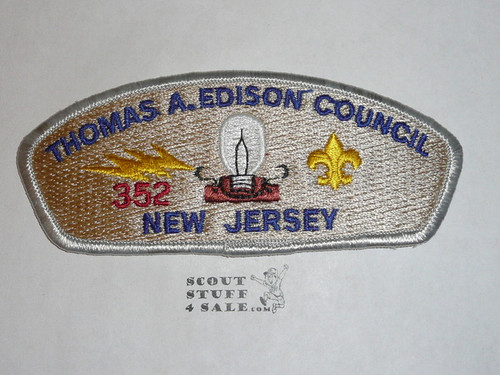 THOMAS A. EDISON COUNCIL
352
NEW JERSEY
SCOUT
STUFF
4 SALE.COM